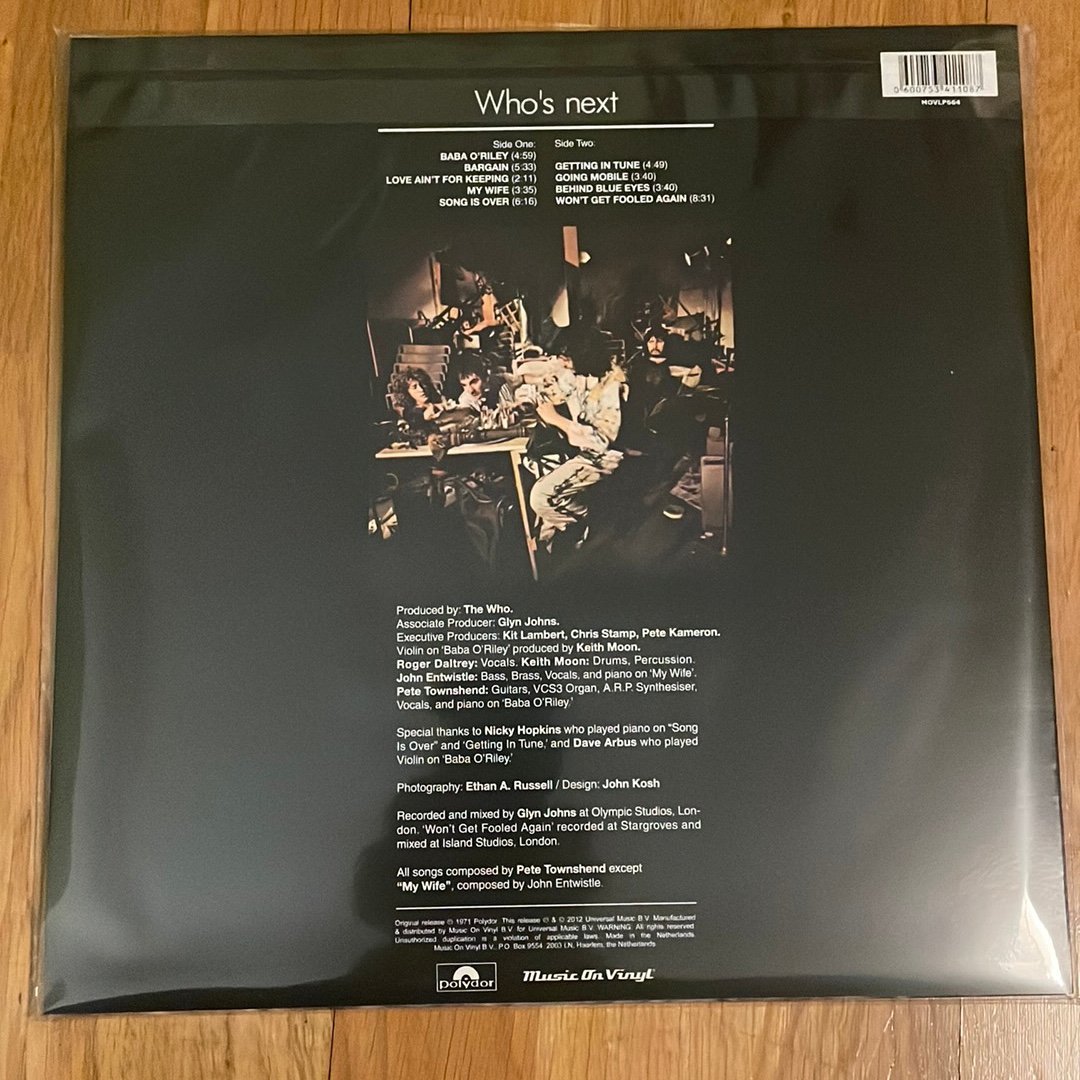 0 600753 411087
MOVLP664
Who's next
Side One:
BABA O'RILEY (4:59)
BARGAIN (5:33)
LOVE AIN'T FOR KEEPING (2:11)
MY WIFE (3:35)
SONG IS OVER (6:16)
Side Two:
GETTING IN TUNE (4.49)
GOING MOBILE (3:40)
BEHIND BLUE EYES (3:40)
WON'T GET FOOLED AGAIN (8:31)
Produced by: The Who.
Associate Producer: Glyn Johns.
Executive Producers: Kit Lambert, Chris Stamp, Pete Kameron.
Violin on 'Baba O'Riley' produced by Keith Moon.
Roger Daltrey: Vocals. Keith Moon: Drums, Percussion.
John Entwistle: Bass, Brass, Vocals, and piano on 'My Wife'.
Pete Townshend: Guitars, VCS3 Organ, A.R.P. Synthesiser,
Vocals, and piano on 'Baba O'Riley.'
Special thanks to Nicky Hopkins who played piano on "Song
Is Over" and 'Getting In Tune,' and Dave Arbus who played
Violin on 'Baba O'Riley.'
Photography: Ethan A. Russell / Design: John Kosh
Recorded and mixed by Glyn Johns at Olympic Studios, Lon-
don. 'Won't Get Fooled Again' recorded at Stargroves and
mixed at Island Studios, London.
All songs composed by Pete Townshend except
"My Wife", composed by John Entwistle.
Original release ℗ 1971 Polydor. This release ℗ & © 2012 Universal Music B.V. Manufactured
& distributed by Music On Vinyl B.V. for Universal Music B.V. WARNING: All rights reserved.
Unauthorized duplication is a violation of applicable laws. Made in the Netherlands.
Music On Vinyl B.V., P.O. Box 9554, 2003 LN, Haarlem, the Netherlands
polydor
Music On Vinyl